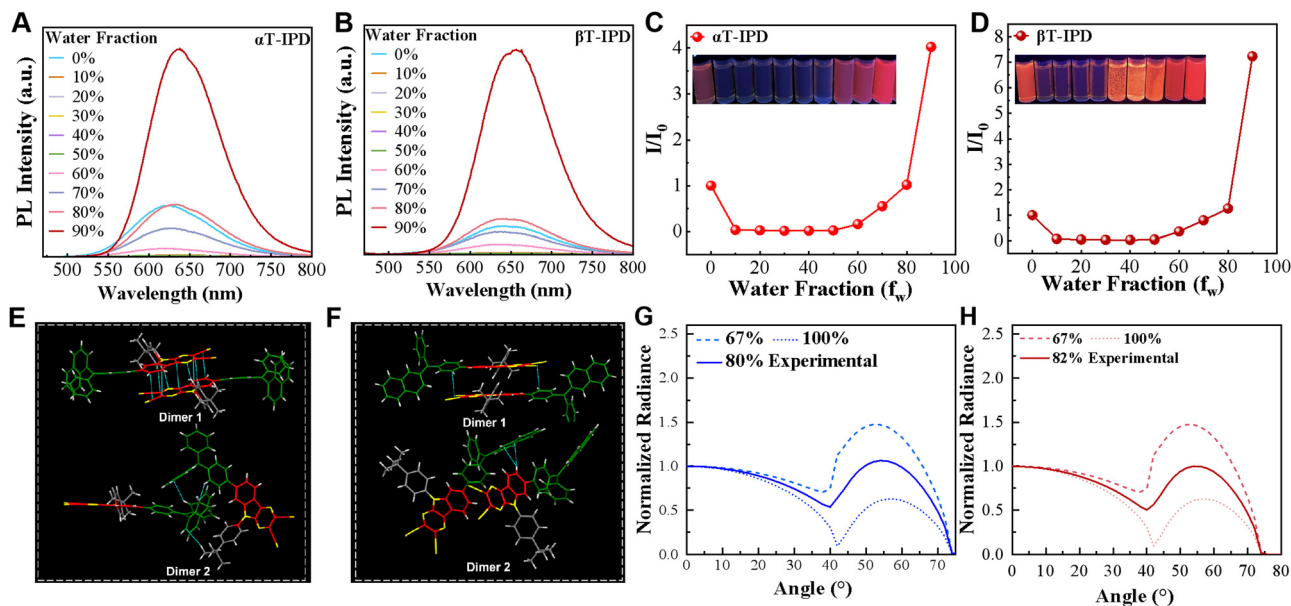 A
Water Fraction
αT-IPD
0%
10%
20%
30%
40%
50%
60%
70%
80%
90%
PL Intensity (a.u.)
500 550 600 650 700 750 800
Wavelength (nm)
B
Water Fraction
βT-IPD
0%
10%
20%
30%
40%
50%
60%
70%
80%
90%
PL Intensity (a.u.)
500 550 600 650 700 750 800
Wavelength (nm)
C
αT-IPD
4
3
2
1
0
I/I0
0 20 40 60 80 100
Water Fraction (fw)
D
βT-IPD
8
7
6
5
4
3
2
1
0
I/I0
0 20 40 60 80 100
Water Fraction (fw)
E
Dimer 1
Dimer 2
F
Dimer 1
Dimer 2
G
67% 100%
80% Experimental
2.5
2.0
1.5
1.0
0.5
0.0
Normalized Radiance
0 10 20 30 40 50 60 70
Angle (°)
H
67% 100%
82% Experimental
2.5
2.0
1.5
1.0
0.5
0.0
Normalized Radiance
0 10 20 30 40 50 60 70 80
Angle (°)